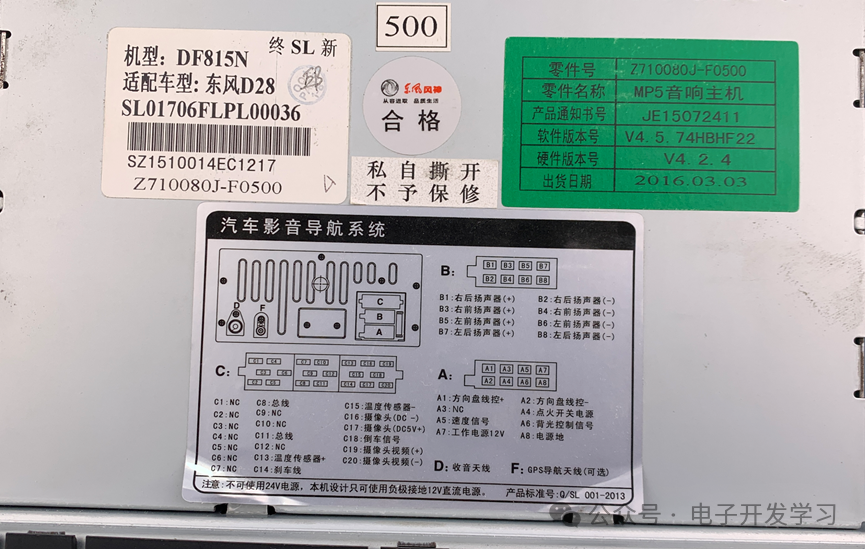 500
机型: DF815N
终 SL 新
适配车型: 东风D28
SL01706FLPL00036
SZ1510014EC1217
Z710080J-F0500
东风风神
从容进取 品质生活
合格
私自撕开
不予保修
零件号 Z710080J-F0500
零件名称 MP5音响主机
产品通知书号 JE15072411
软件版本号 V4.5.74HBHF22
硬件版本号 V4.2.4
出货日期 2016.03.03
汽车影音导航系统
D F C B A
B:
B1 B3 B5 B7
B2 B4 B6 B8
B1:右后扬声器(+) B2:右后扬声器(-)
B3:右前扬声器(+) B4:右前扬声器(-)
B5:左前扬声器(+) B6:左前扬声器(-)
B7:左后扬声器(+) B8:左后扬声器(-)
C:
A:
A1 A3 A5 A7
A2 A4 A6 A8
A1:方向盘线控+ A2:方向盘线控-
A3:NC A4:点火开关电源
A5:速度信号 A6:背光控制信号
A7:工作电源12V A8:电源地
C1:NC C8:总线 C15:温度传感器-
C2:NC C9:NC C16:摄像头(DC-)
C3:NC C10:NC C17:摄像头(DC5V+)
C4:NC C11:总线 C18:倒车信号
C5:NC C12:NC C19:摄像头视频(+)
C6:NC C13:温度传感器+ C20:摄像头视频(-)
C7:NC C14:刹车线
D:收音天线 F:GPS导航天线(可选)
注意:不可使用24V电源,本机设计只可使用负极接地12V直流电源。 产品标准号:Q/SL 001-2013
公众号·电子开发学习